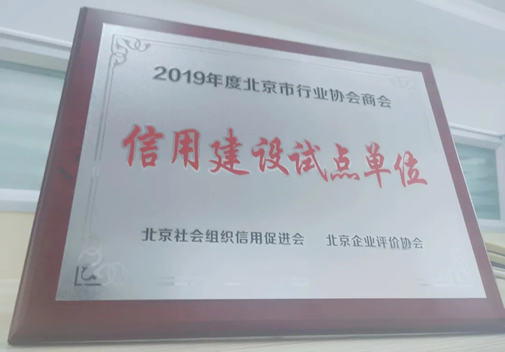 2019年度北京市行业协会商会
信用建设试点单位
北京社会组织信用促进会 北京企业评价协会